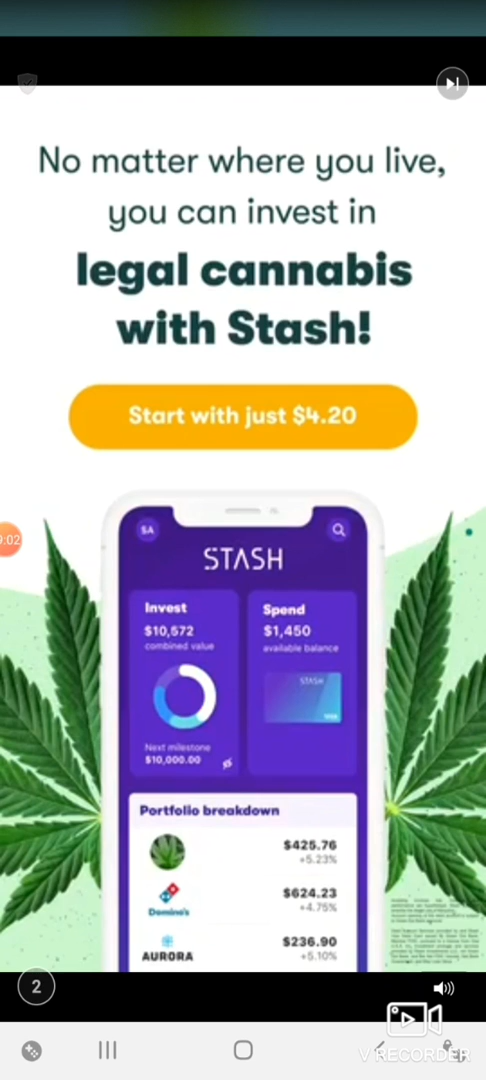 No matter where you live,
you can invest in
legal cannabis
with Stash!
Start with just $4.20
9:02
SA
STASH
Invest
$10,572
combined value
Next milestone
$10,000.00
Spend
$1,450
available balance
STASH
Portfolio breakdown
$425.76
+5.23%
Domino's
$624.23
+4.75%
AURORA
$236.90
+5.10%
2
V RECORDER